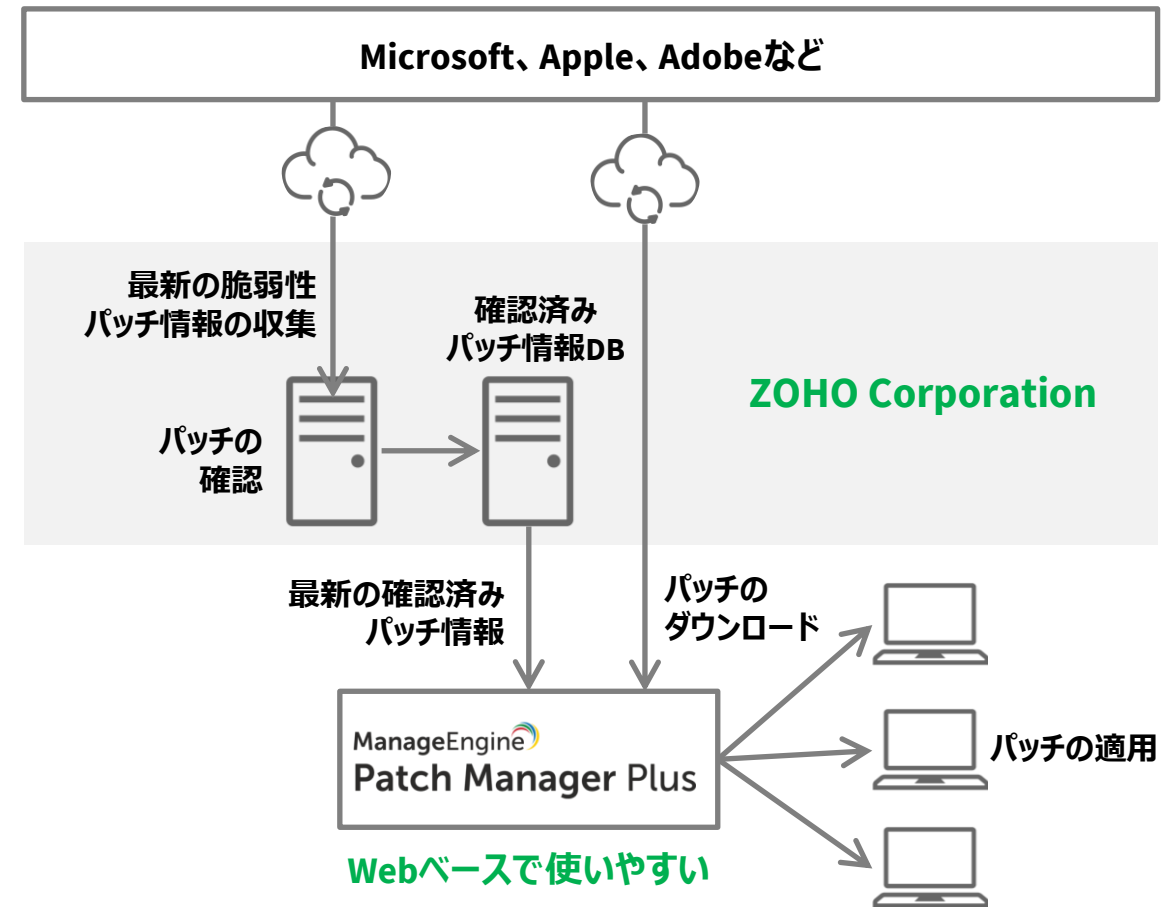 Microsoft、Apple、Adobeなど
最新の脆弱性
パッチ情報の収集
確認済み
パッチ情報DB
ZOHO Corporation
パッチの
確認
最新の確認済み
パッチ情報
パッチの
ダウンロード
ManageEngine
Patch Manager Plus
パッチの適用
Webベースで使いやすい